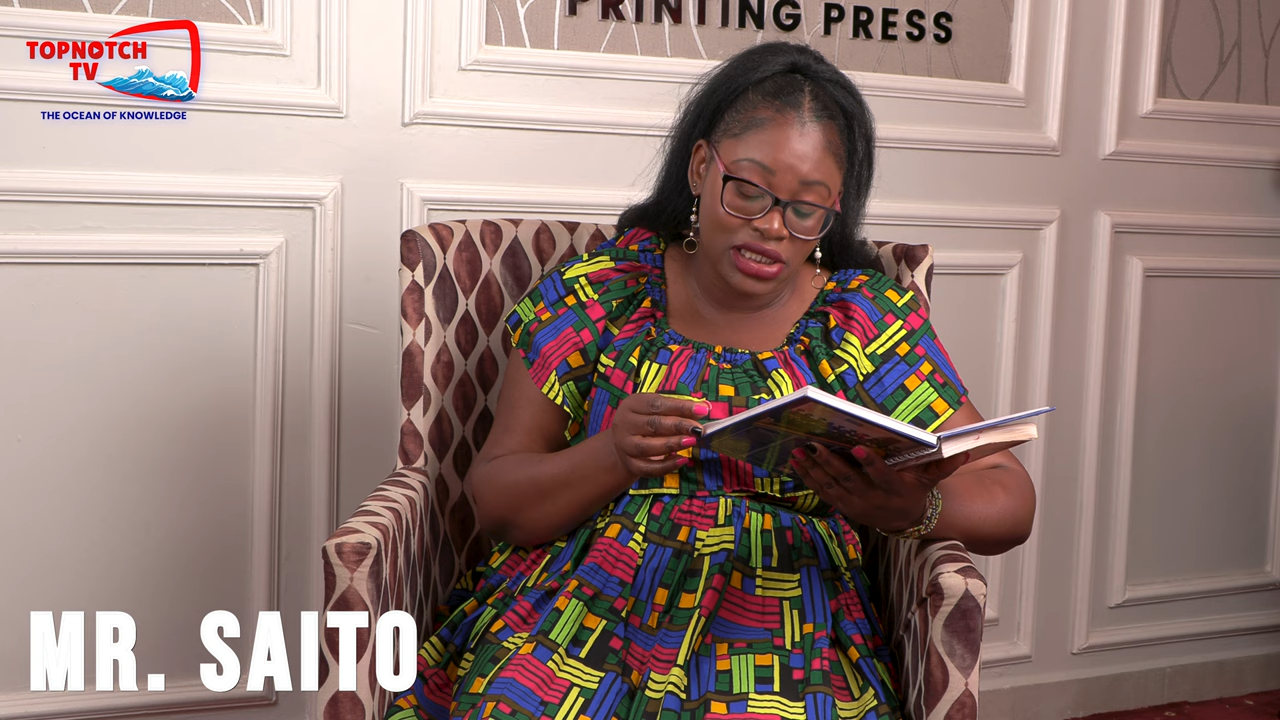 PRINTING PRESS
TOPNOTCH
TV
THE OCEAN OF KNOWLEDGE
MR. SAITO